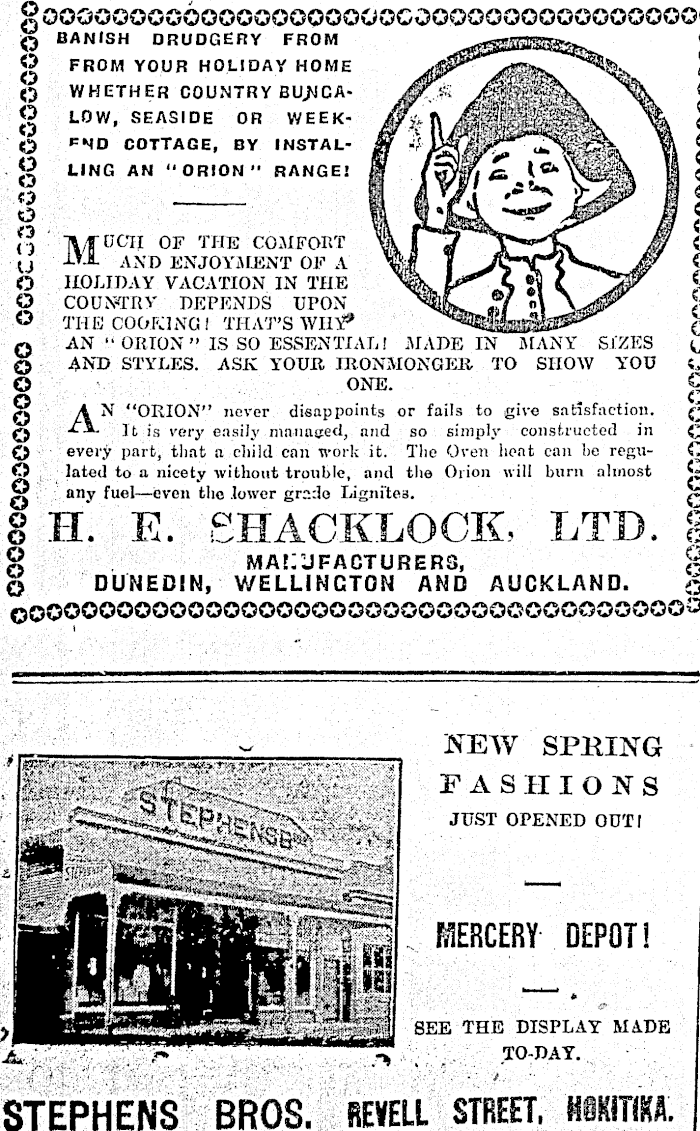 BANISH DRUDGERY FROM
FROM YOUR HOLIDAY HOME
WHETHER COUNTRY BUNGA-
LOW, SEASIDE OR WEEK-
END COTTAGE, BY INSTAL-
LING AN "ORION" RANGE!
MUCH OF THE COMFORT
AND ENJOYMENT OF A
HOLIDAY VACATION IN THE
COUNTRY DEPENDS UPON
THE COOKING! THAT'S WHY
AN "ORION" IS SO ESSENTIAL! MADE IN MANY SIZES
AND STYLES. ASK YOUR IRONMONGER TO SHOW YOU
ONE.
AN "ORION" never disappoints or fails to give satisfaction.
It is very easily managed, and so simply constructed in
every part, that a child can work it. The Oven heat can be regu-
lated to a nicety without trouble, and the Orion will burn almost
any fuel—even the lower grade Lignites.
H. E. SHACKLOCK, LTD.
MANUFACTURERS,
DUNEDIN, WELLINGTON AND AUCKLAND.
STEPHENSB
NEW SPRING
FASHIONS
JUST OPENED OUT!
MERCERY DEPOT!
SEE THE DISPLAY MADE
TO-DAY.
STEPHENS BROS. REVELL STREET, HOKITIKA.